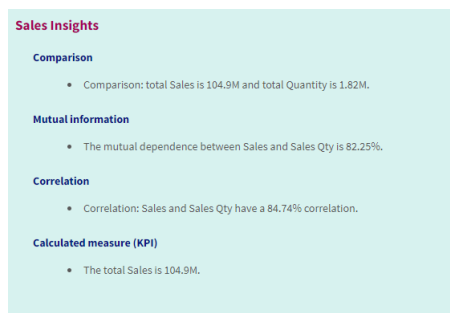 Sales Insights
Comparison
• Comparison: total Sales is 104.9M and total Quantity is 1.82M.
Mutual information
• The mutual dependence between Sales and Sales Qty is 82.25%.
Correlation
• Correlation: Sales and Sales Qty have a 84.74% correlation.
Calculated measure (KPI)
• The total Sales is 104.9M.